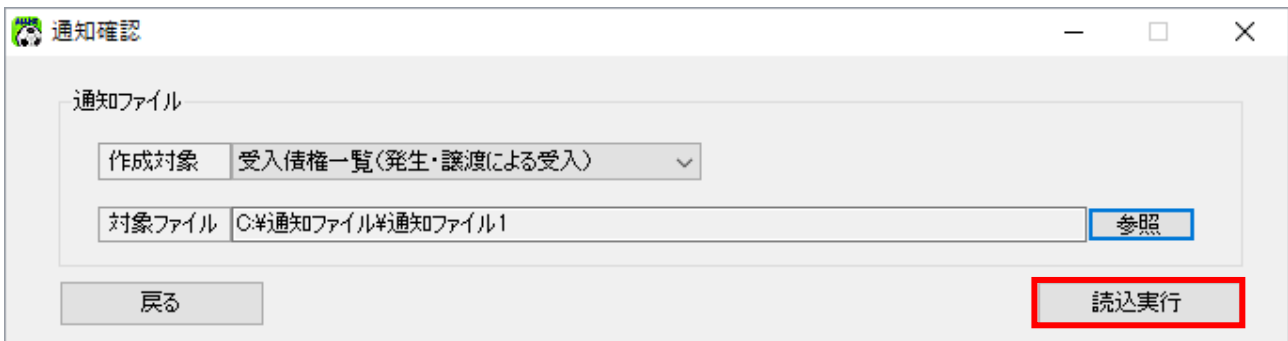 通知確認
通知ファイル
作成対象 受入債権一覧(発生・譲渡による受入)
対象ファイル C:¥通知ファイル¥通知ファイル1 参照
戻る 読込実行